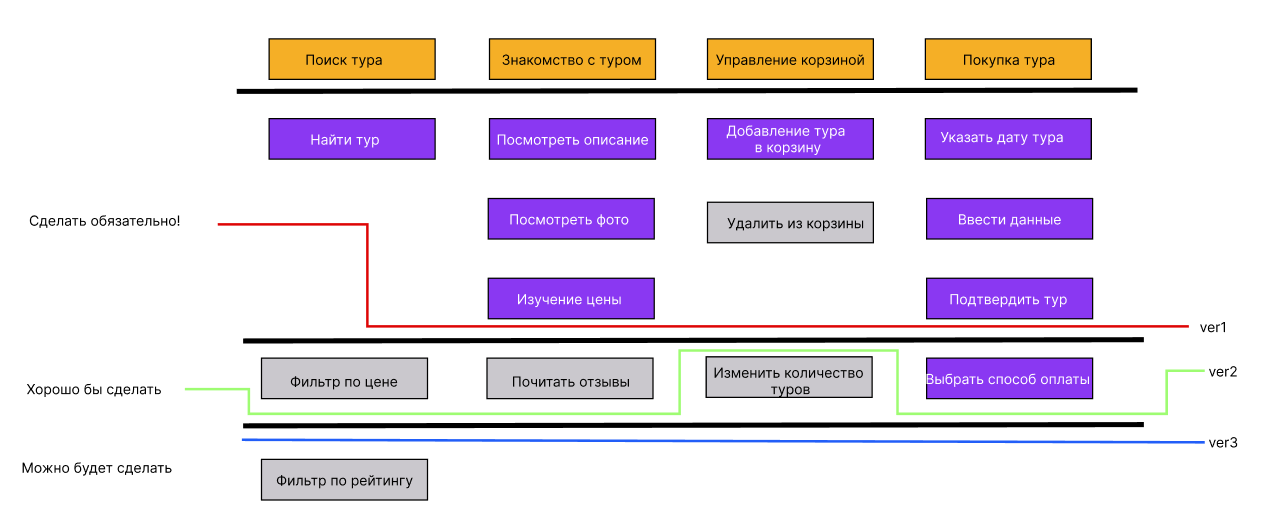 Поиск тура
Знакомство с туром
Управление корзиной
Покупка тура
Найти тур
Посмотреть описание
Добавление тура
в корзину
Указать дату тура
Сделать обязательно!
Посмотреть фото
Удалить из корзины
Ввести данные
Изучение цены
Подтвердить тур
ver1
Хорошо бы сделать
Фильтр по цене
Почитать отзывы
Изменить количество
туров
Выбрать способ оплаты
ver2
ver3
Можно будет сделать
Фильтр по рейтингу